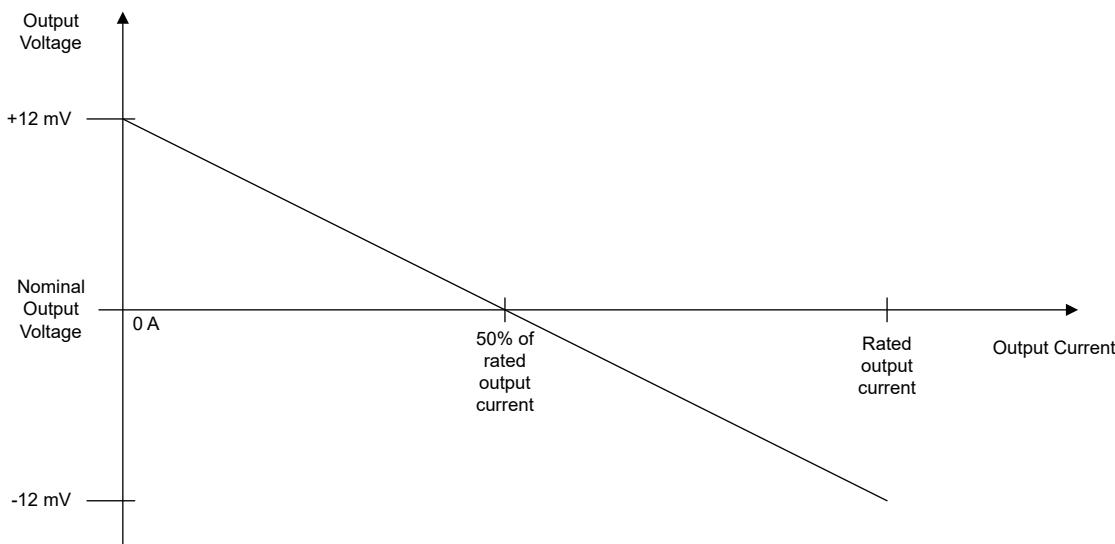 Output
Voltage
+12 mV
Nominal
Output
Voltage
0 A
50% of
rated
output
current
Rated
output
current
Output Current
-12 mV